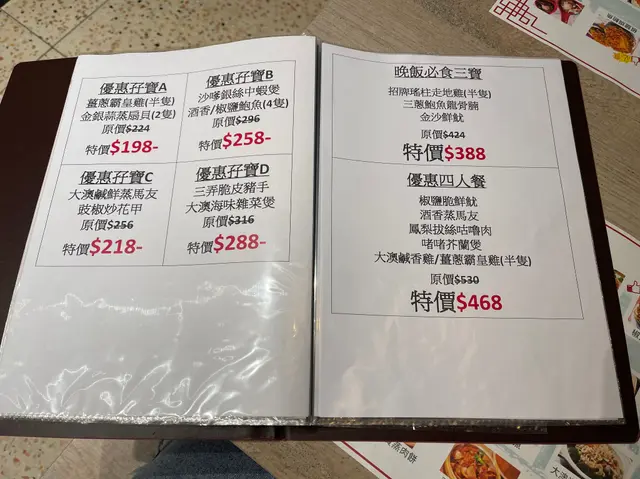 優惠孖寶A
薑蔥霸皇雞(半隻)
金銀蒜蒸扇貝(2隻)
原價$224
特價$198-
優惠孖寶B
沙嗲銀絲中蝦煲
酒香/椒鹽鮑魚(4隻)
原價$296
特價$258-
優惠孖寶C
大澳鹹鮮蒸馬友
豉椒炒花甲
原價$256
特價$218-
優惠孖寶D
三弄脆皮豬手
大澳海味雜菜煲
原價$316
特價$288-
晚飯必食三寶
招牌瑤柱走地雞(半隻)
三蔥鮑魚龍骨腩
金沙鮮魷
原價$424
特價$388
優惠四人餐
椒鹽脆鮮魷
酒香蒸馬友
鳳梨拔絲咕嚕肉
啫啫芥蘭煲
大澳鹹香雞/薑蔥霸皇雞(半隻)
原價$530
特價$468
蒸肉餅